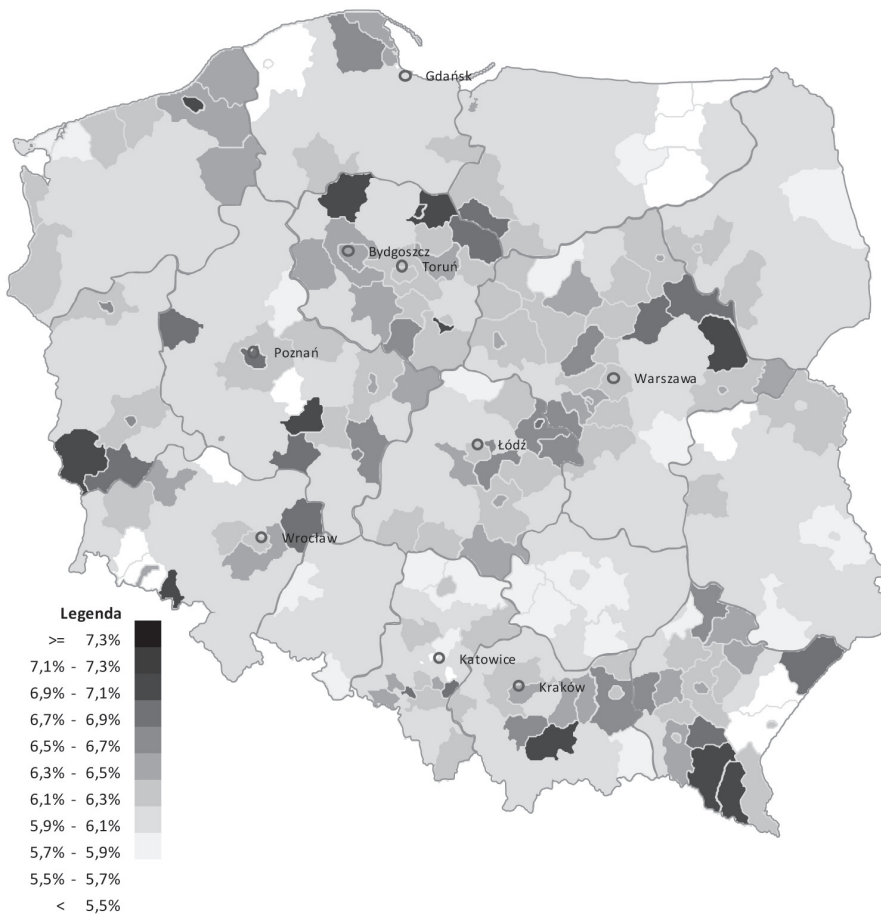 Gdańsk
Bydgoszcz
Toruń
Poznań
Warszawa
Łódź
Wrocław
Katowice
Kraków
Legenda
>= 7,3%
7,1% - 7,3%
6,9% - 7,1%
6,7% - 6,9%
6,5% - 6,7%
6,3% - 6,5%
6,1% - 6,3%
5,9% - 6,1%
5,7% - 5,9%
5,5% - 5,7%
< 5,5%